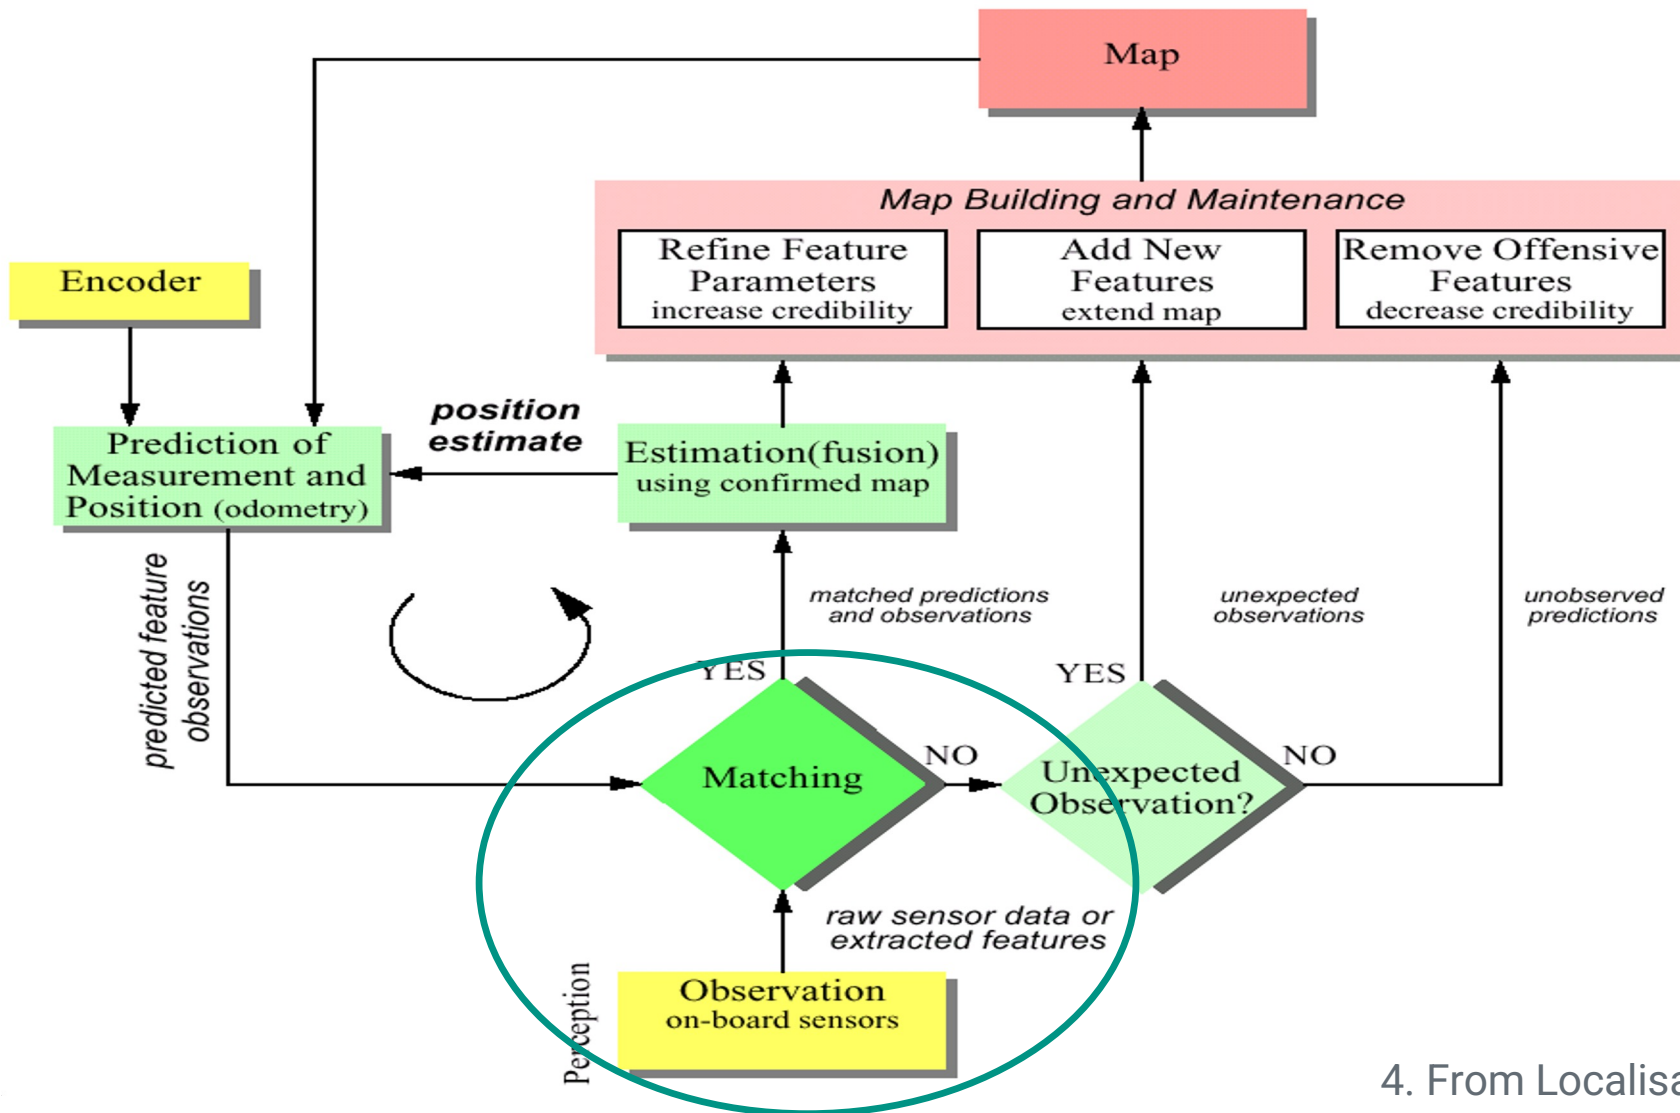 Map
Map Building and Maintenance
Refine Feature
Parameters
increase credibility
Add New
Features
extend map
Remove Offensive
Features
decrease credibility
Encoder
position
estimate
Prediction of
Measurement and
Position (odometry)
Estimation(fusion)
using confirmed map
predicted feature
observations
matched predictions
and observations
unexpected
observations
unobserved
predictions
YES
YES
NO
NO
Matching
Unexpected
Observation?
raw sensor data or
extracted features
Perception
Observation
on-board sensors
4. From Localisa